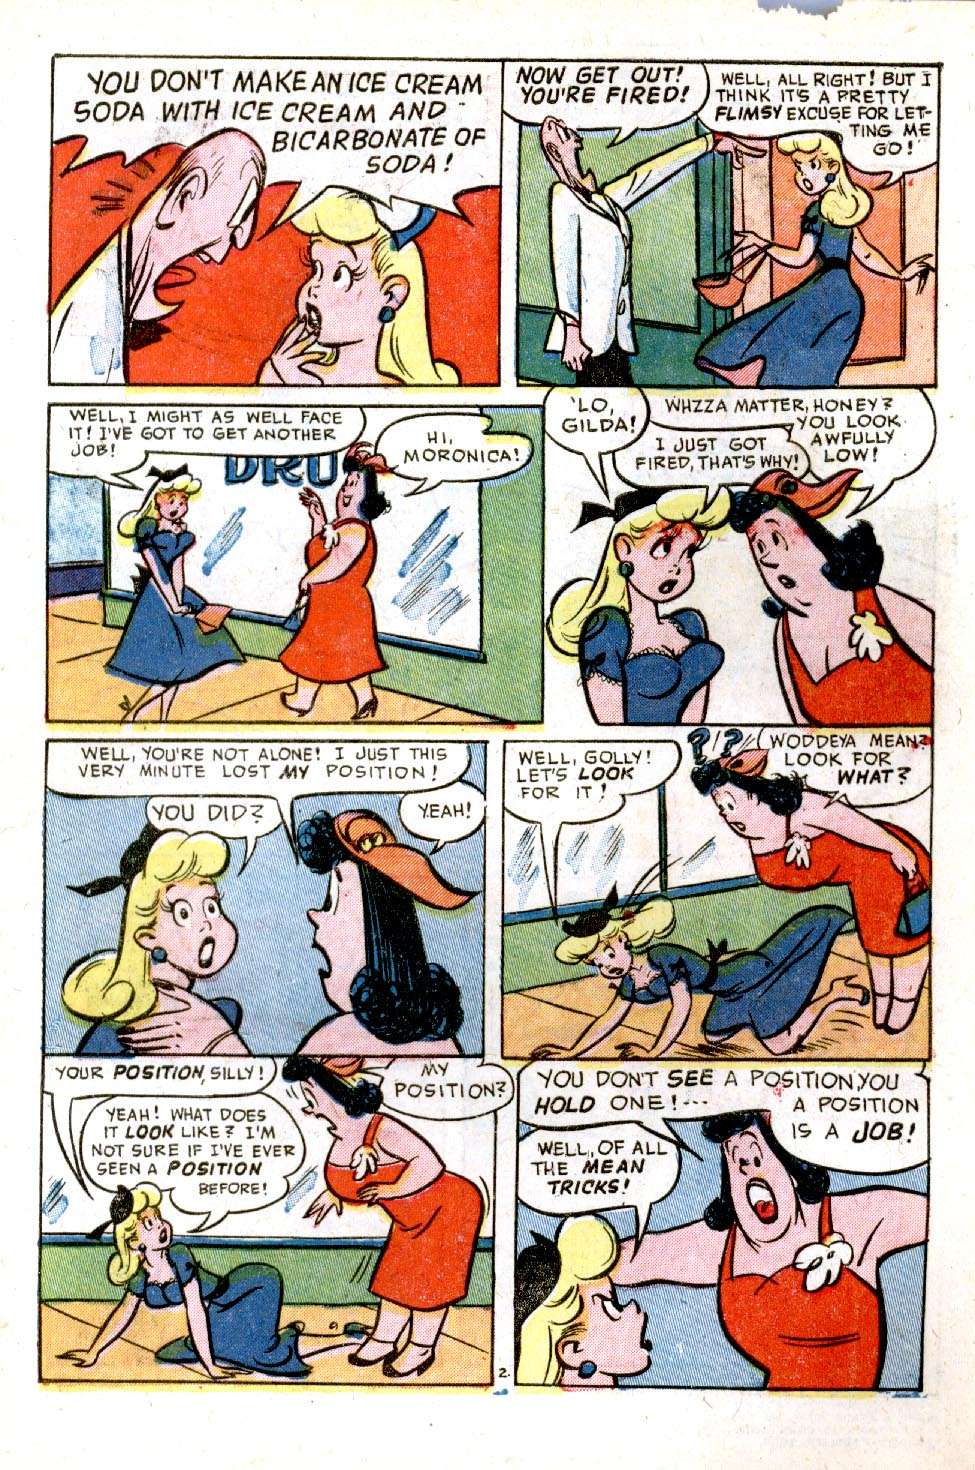 YOU DON'T MAKE AN ICE CREAM
SODA WITH ICE CREAM AND
BICARBONATE OF
SODA!
NOW GET OUT!
YOU'RE FIRED!
WELL, ALL RIGHT! BUT I
THINK IT'S A PRETTY
FLIMSY EXCUSE FOR LET-
TING ME
GO!
WELL, I MIGHT AS WELL FACE
IT! I'VE GOT TO GET ANOTHER
JOB!
HI,
MORONICA!
DRU
'LO,
GILDA!
WHZZA MATTER, HONEY?
YOU LOOK
AWFULLY
LOW!
I JUST GOT
FIRED, THAT'S WHY!
WELL, YOU'RE NOT ALONE! I JUST THIS
VERY MINUTE LOST MY POSITION!
YOU DID?
YEAH!
WELL, GOLLY!
LET'S LOOK
FOR IT!
?!?
WODDEYA MEAN?
LOOK FOR
WHAT?
YOUR POSITION, SILLY!
MY
POSITION?
YEAH! WHAT DOES
IT LOOK LIKE? I'M
NOT SURE IF I'VE EVER
SEEN A POSITION
BEFORE!
2.
YOU DON'T SEE A POSITION, YOU
HOLD ONE!---
A POSITION
IS A JOB!
WELL, OF ALL
THE MEAN
TRICKS!